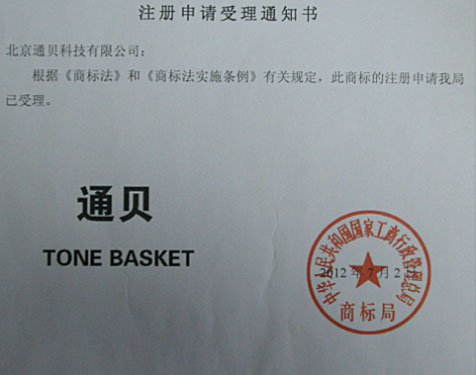 注册申请受理通知书
北京通贝科技有限公司:
根据《商标法》和《商标法实施条例》有关规定，此商标的注册申请我局
已受理。
通贝
TONE BASKET
中华人民共和国国家工商行政管理总局
2012 年 7 月 2 日
商标局